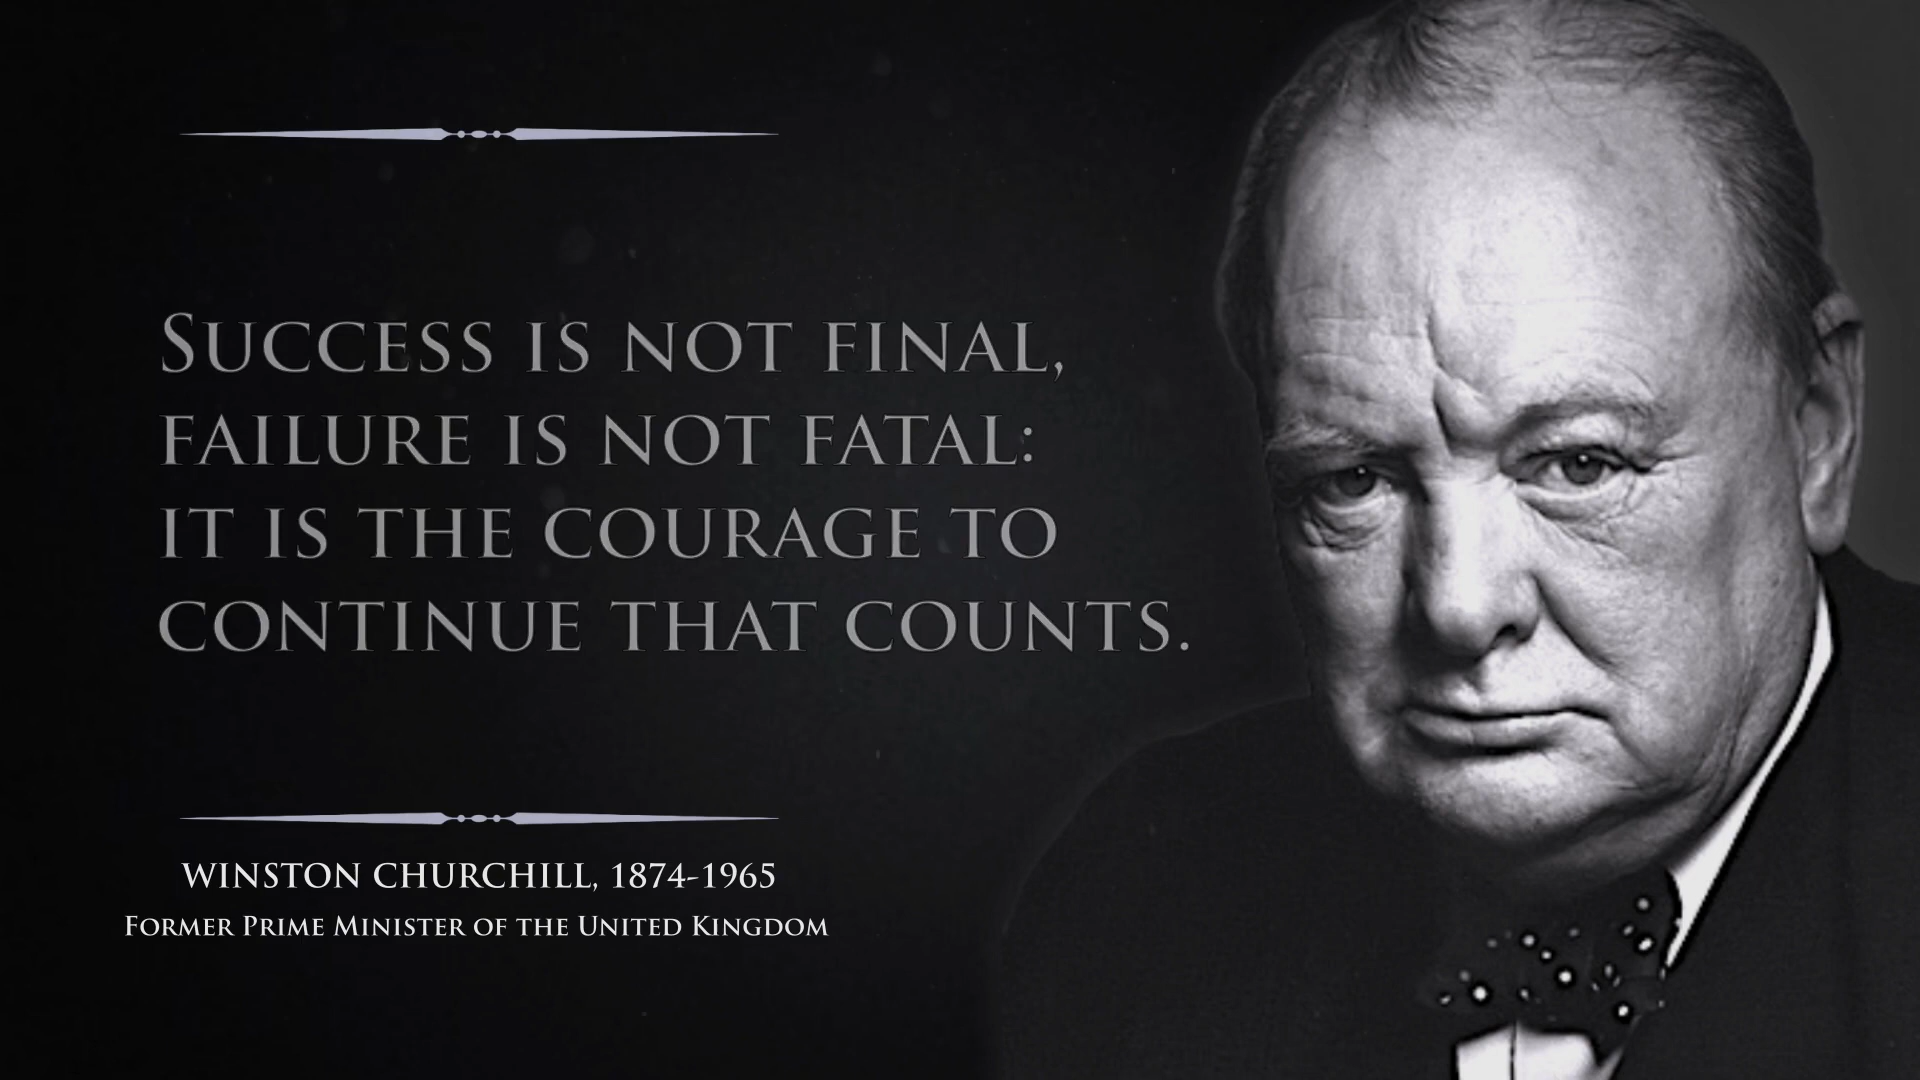 Success is not final,
failure is not fatal:
it is the courage to
continue that counts.
WINSTON CHURCHILL, 1874-1965
Former Prime Minister of the United Kingdom